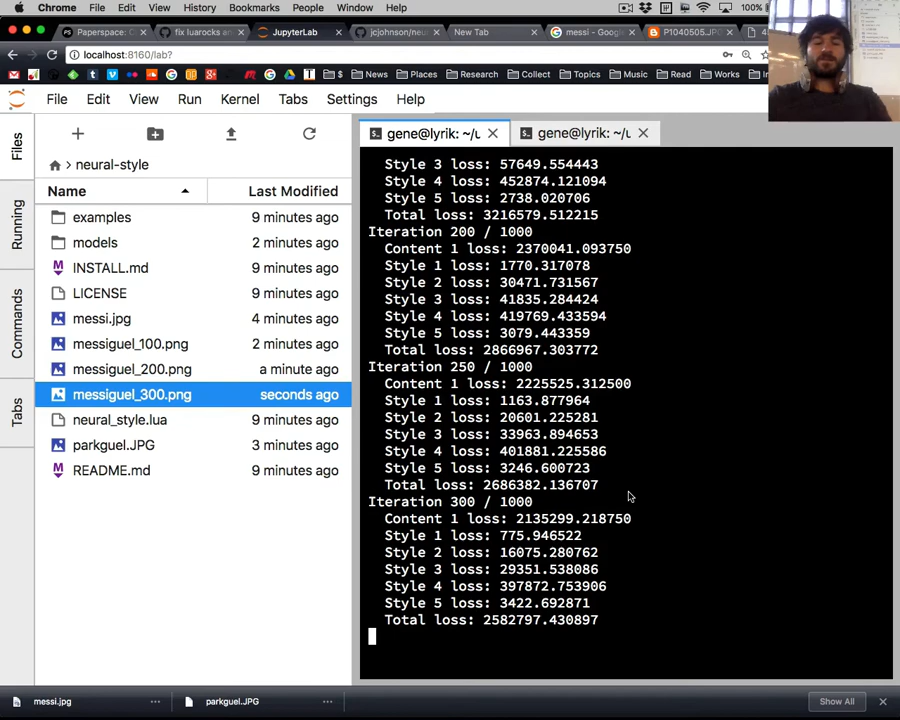 Chrome File Edit View History Bookmarks People Window Help 100%
Paperspace: C fix luarocks an JupyterLab jcjohnson/neu New Tab messi - Google P1040505.JP
localhost:8160/lab?
$ News Places Research Collect Topics Music Read Works
File Edit View Run Kernel Tabs Settings Help
Files
Running
Commands
Tabs
neural-style
Name Last Modified
examples 9 minutes ago
models 2 minutes ago
INSTALL.md 9 minutes ago
LICENSE 9 minutes ago
messi.jpg 4 minutes ago
messiguel_100.png 2 minutes ago
messiguel_200.png a minute ago
messiguel_300.png seconds ago
neural_style.lua 9 minutes ago
parkguel.JPG 3 minutes ago
README.md 9 minutes ago
gene@lyrik: ~/u gene@lyrik: ~/u
Style 3 loss: 57649.554443
Style 4 loss: 452874.121094
Style 5 loss: 2738.020706
Total loss: 3216579.512215
Iteration 200 / 1000
Content 1 loss: 2370041.093750
Style 1 loss: 1770.317078
Style 2 loss: 30471.731567
Style 3 loss: 41835.284424
Style 4 loss: 419769.433594
Style 5 loss: 3079.443359
Total loss: 2866967.303772
Iteration 250 / 1000
Content 1 loss: 2225525.312500
Style 1 loss: 1163.877964
Style 2 loss: 20601.225281
Style 3 loss: 33963.894653
Style 4 loss: 401881.225586
Style 5 loss: 3246.600723
Total loss: 2686382.136707
Iteration 300 / 1000
Content 1 loss: 2135299.218750
Style 1 loss: 775.946522
Style 2 loss: 16075.280762
Style 3 loss: 29351.538086
Style 4 loss: 397872.753906
Style 5 loss: 3422.692871
Total loss: 2582797.430897
messi.jpg parkguel.JPG Show All